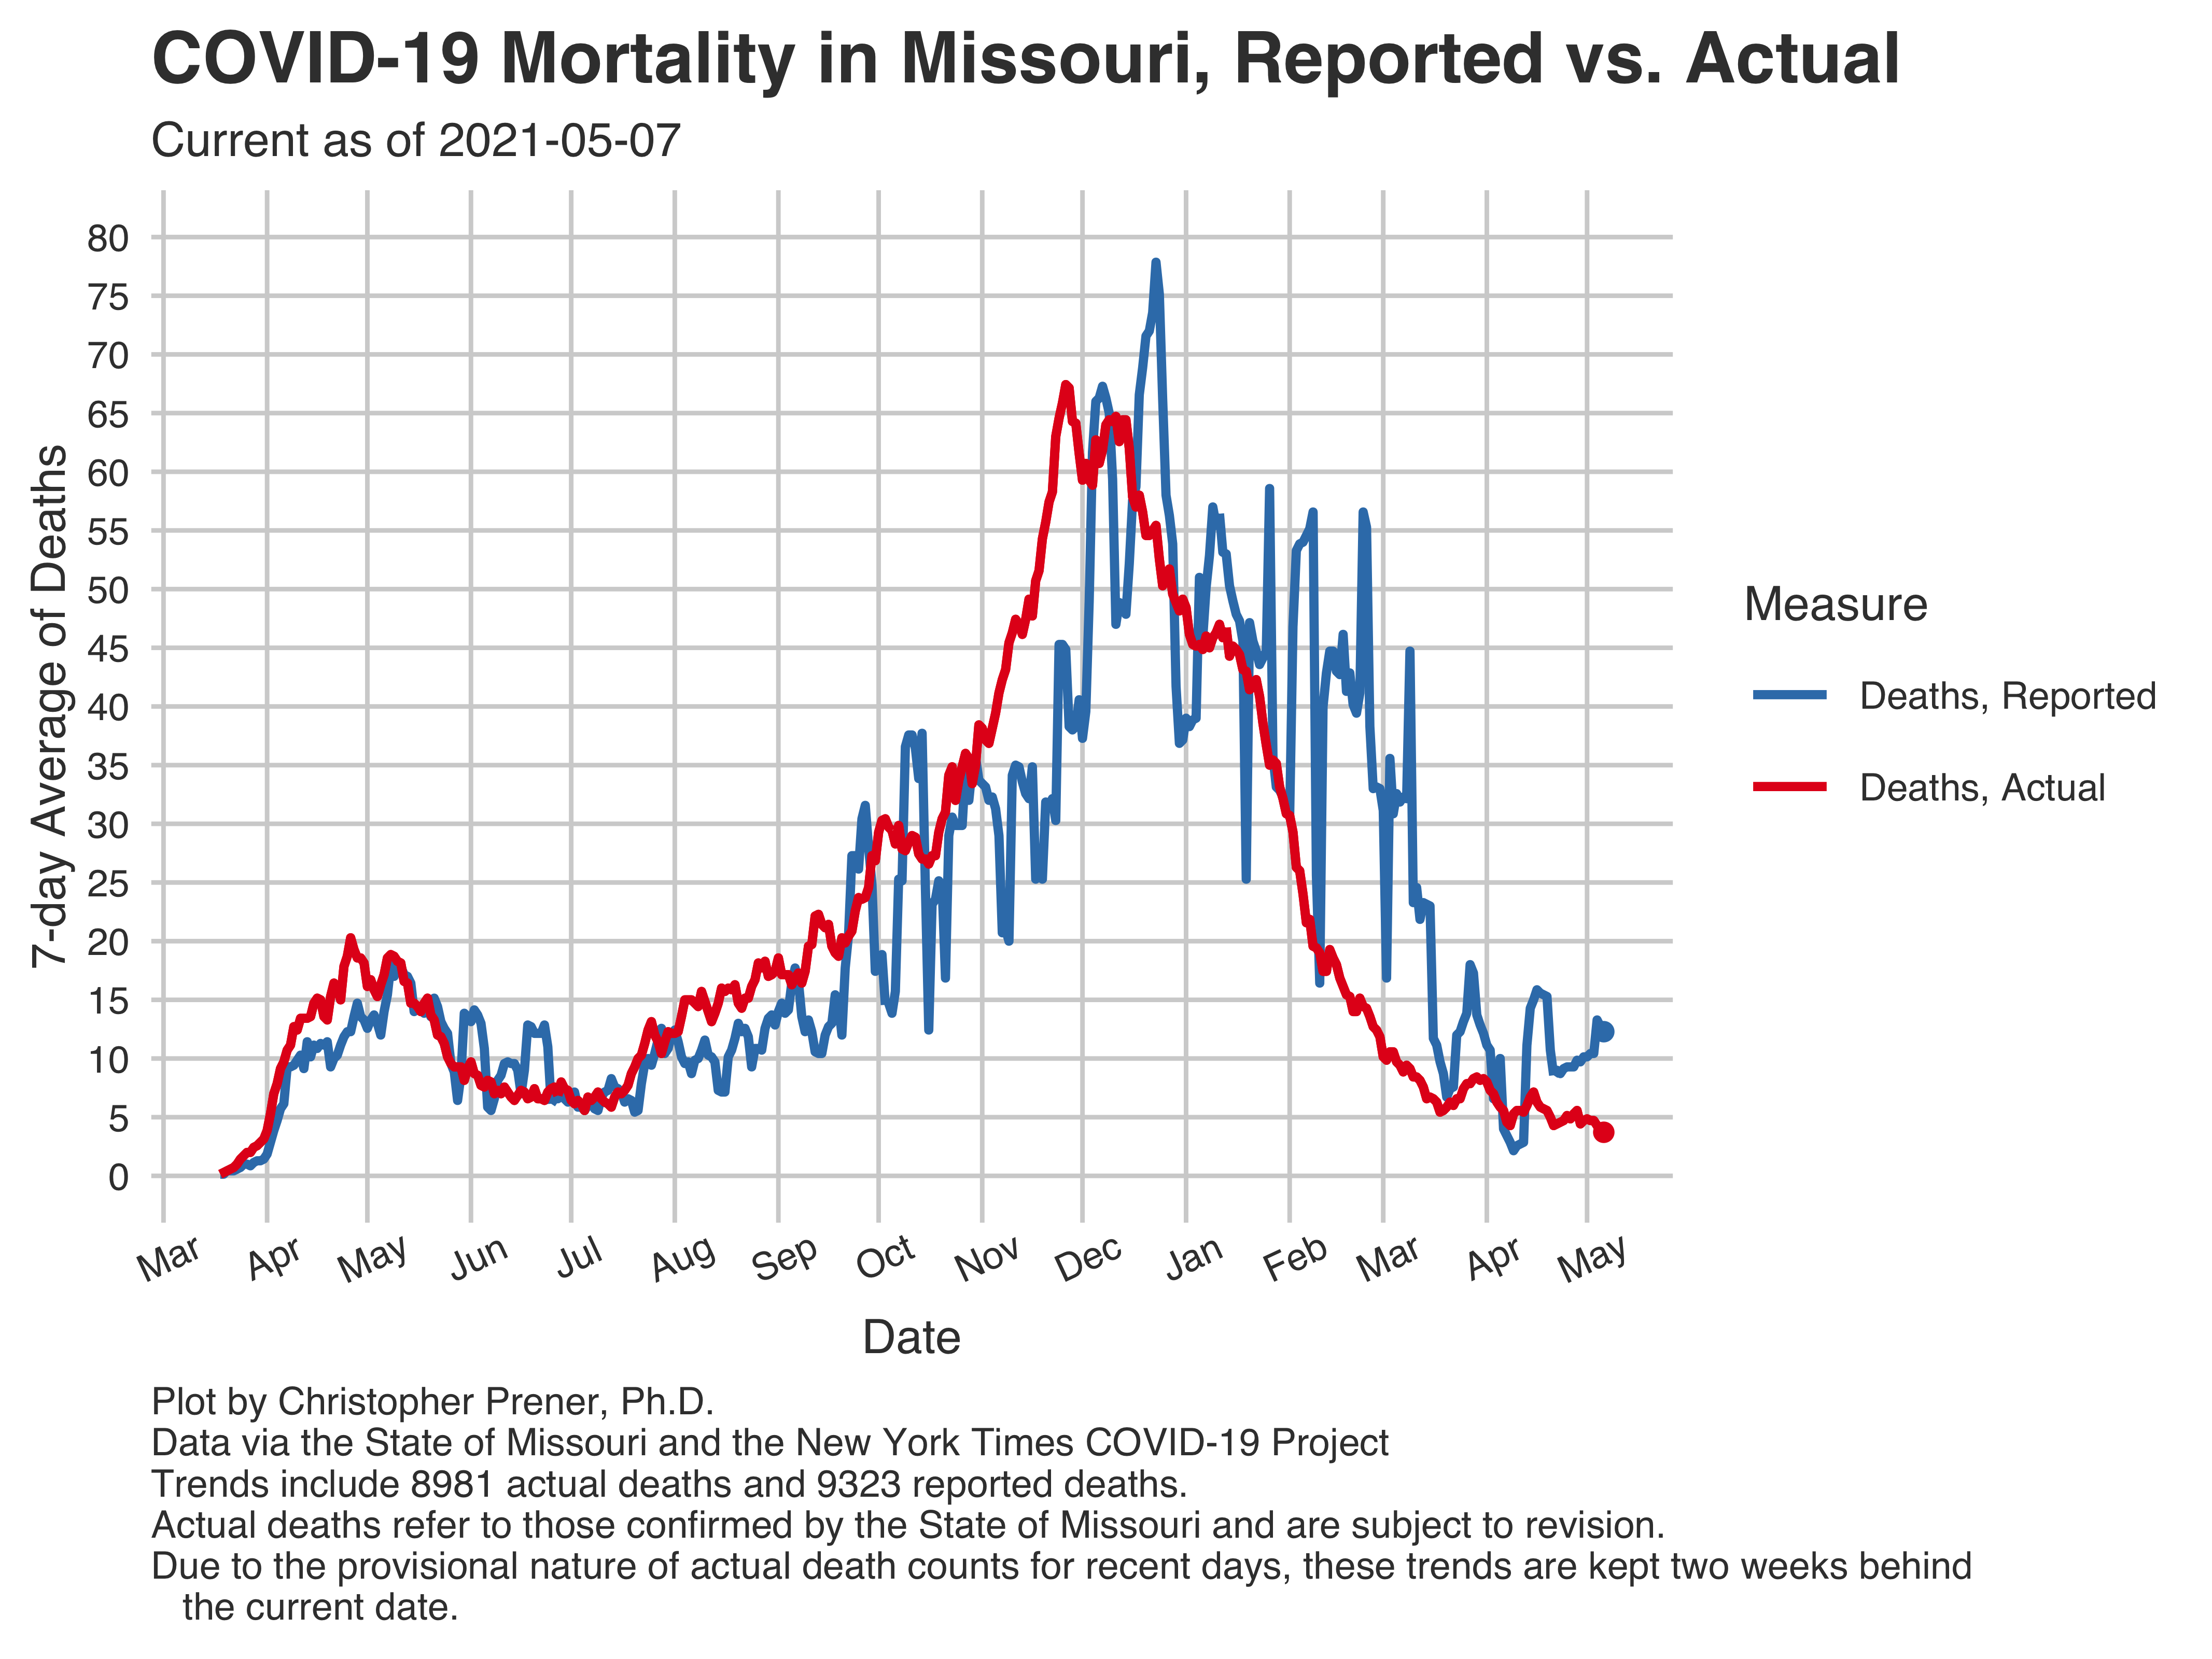 COVID-19 Mortality in Missouri, Reported vs. Actual
Current as of 2021-05-07
80
75
70
65
60
55
50
45
40
35
30
25
20
15
10
5
0
7-day Average of Deaths
Mar Apr May Jun Jul Aug Sep Oct Nov Dec Jan Feb Mar Apr May
Date
Measure
Deaths, Reported
Deaths, Actual
Plot by Christopher Prener, Ph.D.
Data via the State of Missouri and the New York Times COVID-19 Project
Trends include 8981 actual deaths and 9323 reported deaths.
Actual deaths refer to those confirmed by the State of Missouri and are subject to revision.
Due to the provisional nature of actual death counts for recent days, these trends are kept two weeks behind
the current date.